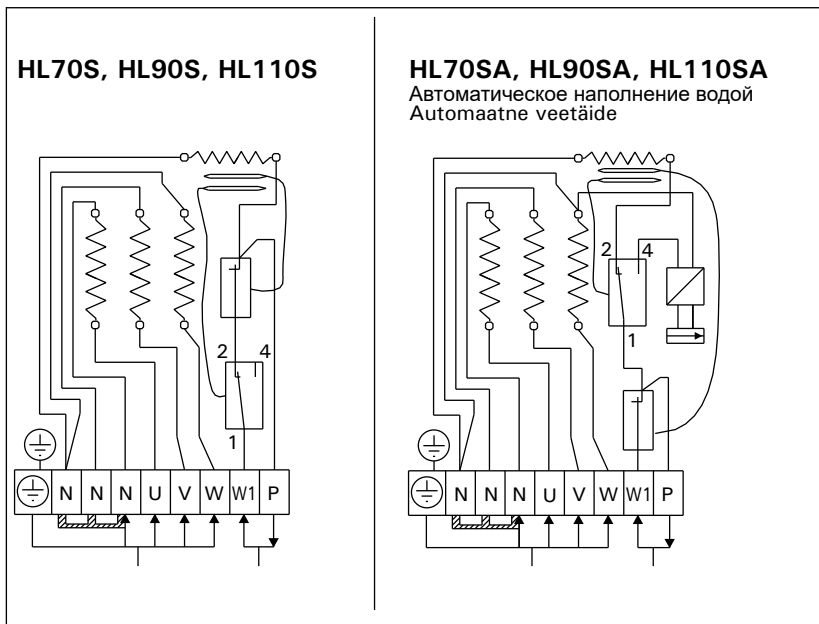 HL70S, HL90S, HL110S
2 4
1
N N N U V W W1 P
HL70SA, HL90SA, HL110SA
Автоматическое наполнение водой
Automaatne veetäide
2 4
1
N N N U V W W1 P